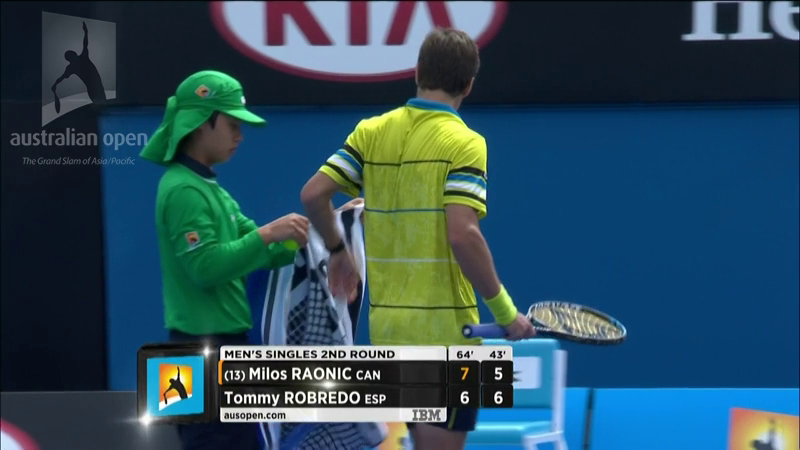 KIA
He
australian open
The Grand Slam of Asia/Pacific
MEN'S SINGLES 2ND ROUND 64' 43'
(13) Milos RAONIC CAN 7 5
Tommy ROBREDO ESP 6 6
ausopen.com IBM